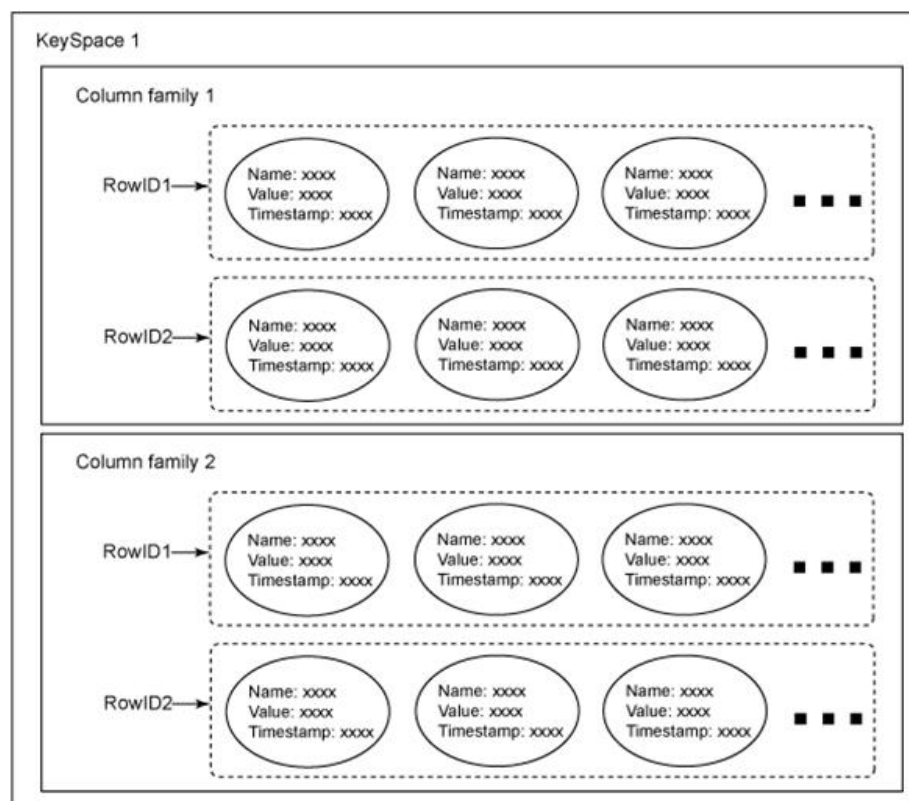 KeySpace 1
Column family 1
RowID1
Name: xxxx
Value: xxxx
Timestamp: xxxx
Name: xxxx
Value: xxxx
Timestamp: xxxx
Name: xxxx
Value: xxxx
Timestamp: xxxx
RowID2
Name: xxxx
Value: xxxx
Timestamp: xxxx
Name: xxxx
Value: xxxx
Timestamp: xxxx
Name: xxxx
Value: xxxx
Timestamp: xxxx
Column family 2
RowID1
Name: xxxx
Value: xxxx
Timestamp: xxxx
Name: xxxx
Value: xxxx
Timestamp: xxxx
Name: xxxx
Value: xxxx
Timestamp: xxxx
RowID2
Name: xxxx
Value: xxxx
Timestamp: xxxx
Name: xxxx
Value: xxxx
Timestamp: xxxx
Name: xxxx
Value: xxxx
Timestamp: xxxx